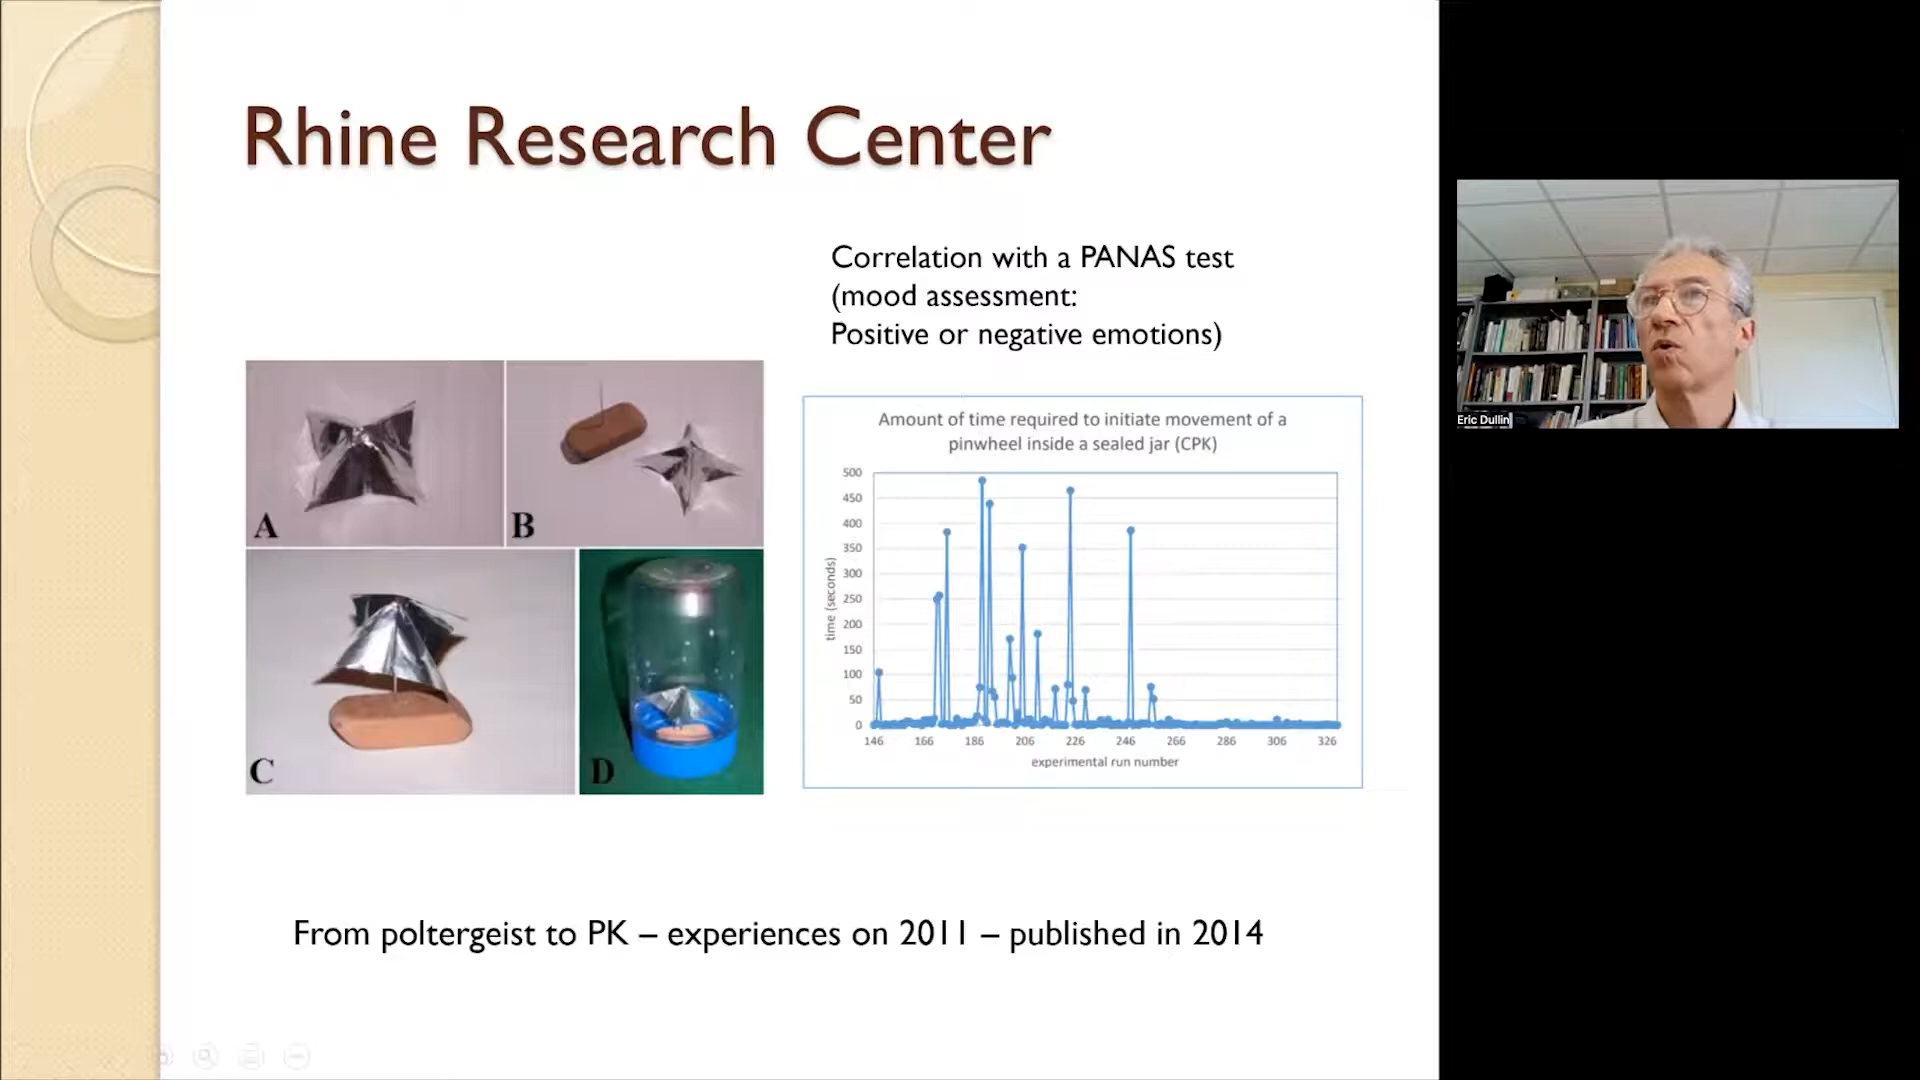 Rhine Research Center
Correlation with a PANAS test
(mood assessment:
Positive or negative emotions)
A
B
C
D
Amount of time required to initiate movement of a
pinwheel inside a sealed jar (CPK)
time (seconds)
500
450
400
350
300
250
200
150
100
50
0
146 166 186 206 226 246 266 286 306 326
experimental run number
From poltergeist to PK – experiences on 2011 – published in 2014
Eric Dullin